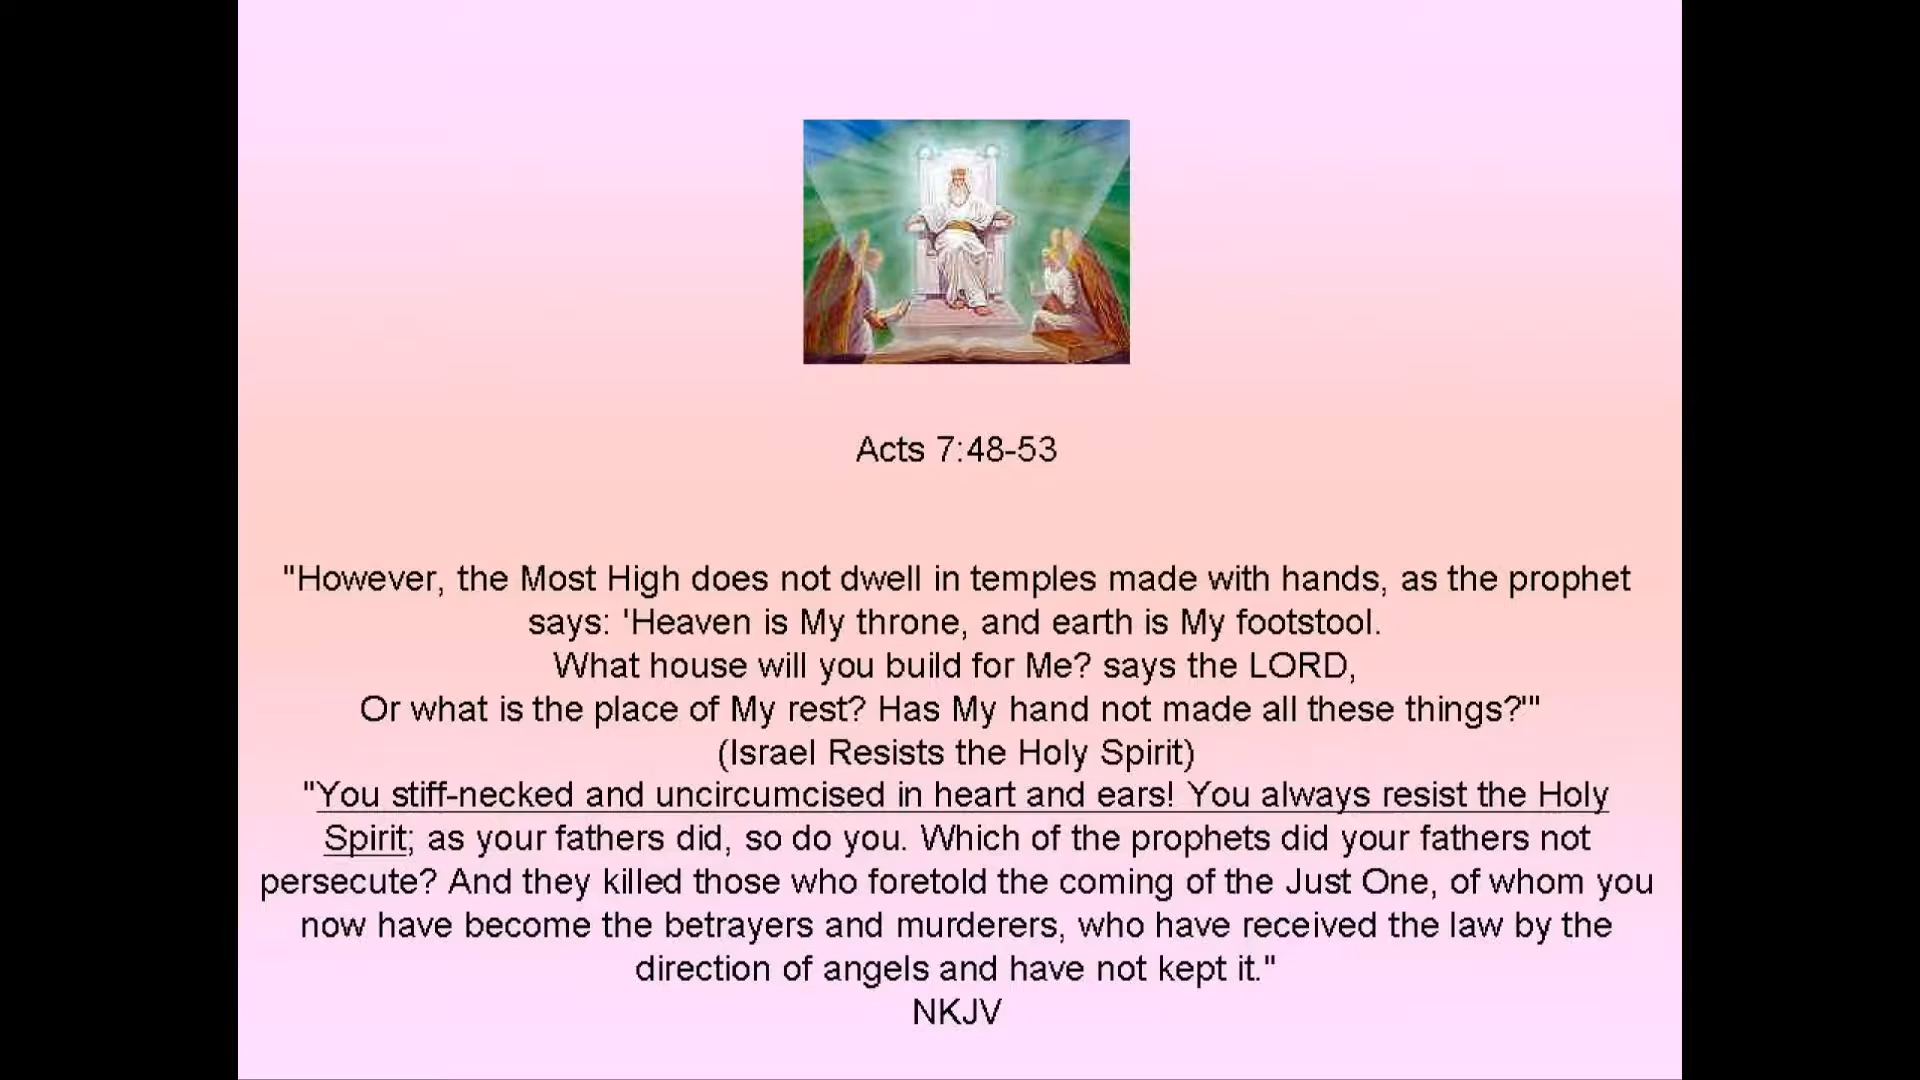 Acts 7:48-53
"However, the Most High does not dwell in temples made with hands, as the prophet
says: 'Heaven is My throne, and earth is My footstool.
What house will you build for Me? says the LORD,
Or what is the place of My rest? Has My hand not made all these things?'"
(Israel Resists the Holy Spirit)
"You stiff-necked and uncircumcised in heart and ears! You always resist the Holy
Spirit; as your fathers did, so do you. Which of the prophets did your fathers not
persecute? And they killed those who foretold the coming of the Just One, of whom you
now have become the betrayers and murderers, who have received the law by the
direction of angels and have not kept it."
NKJV